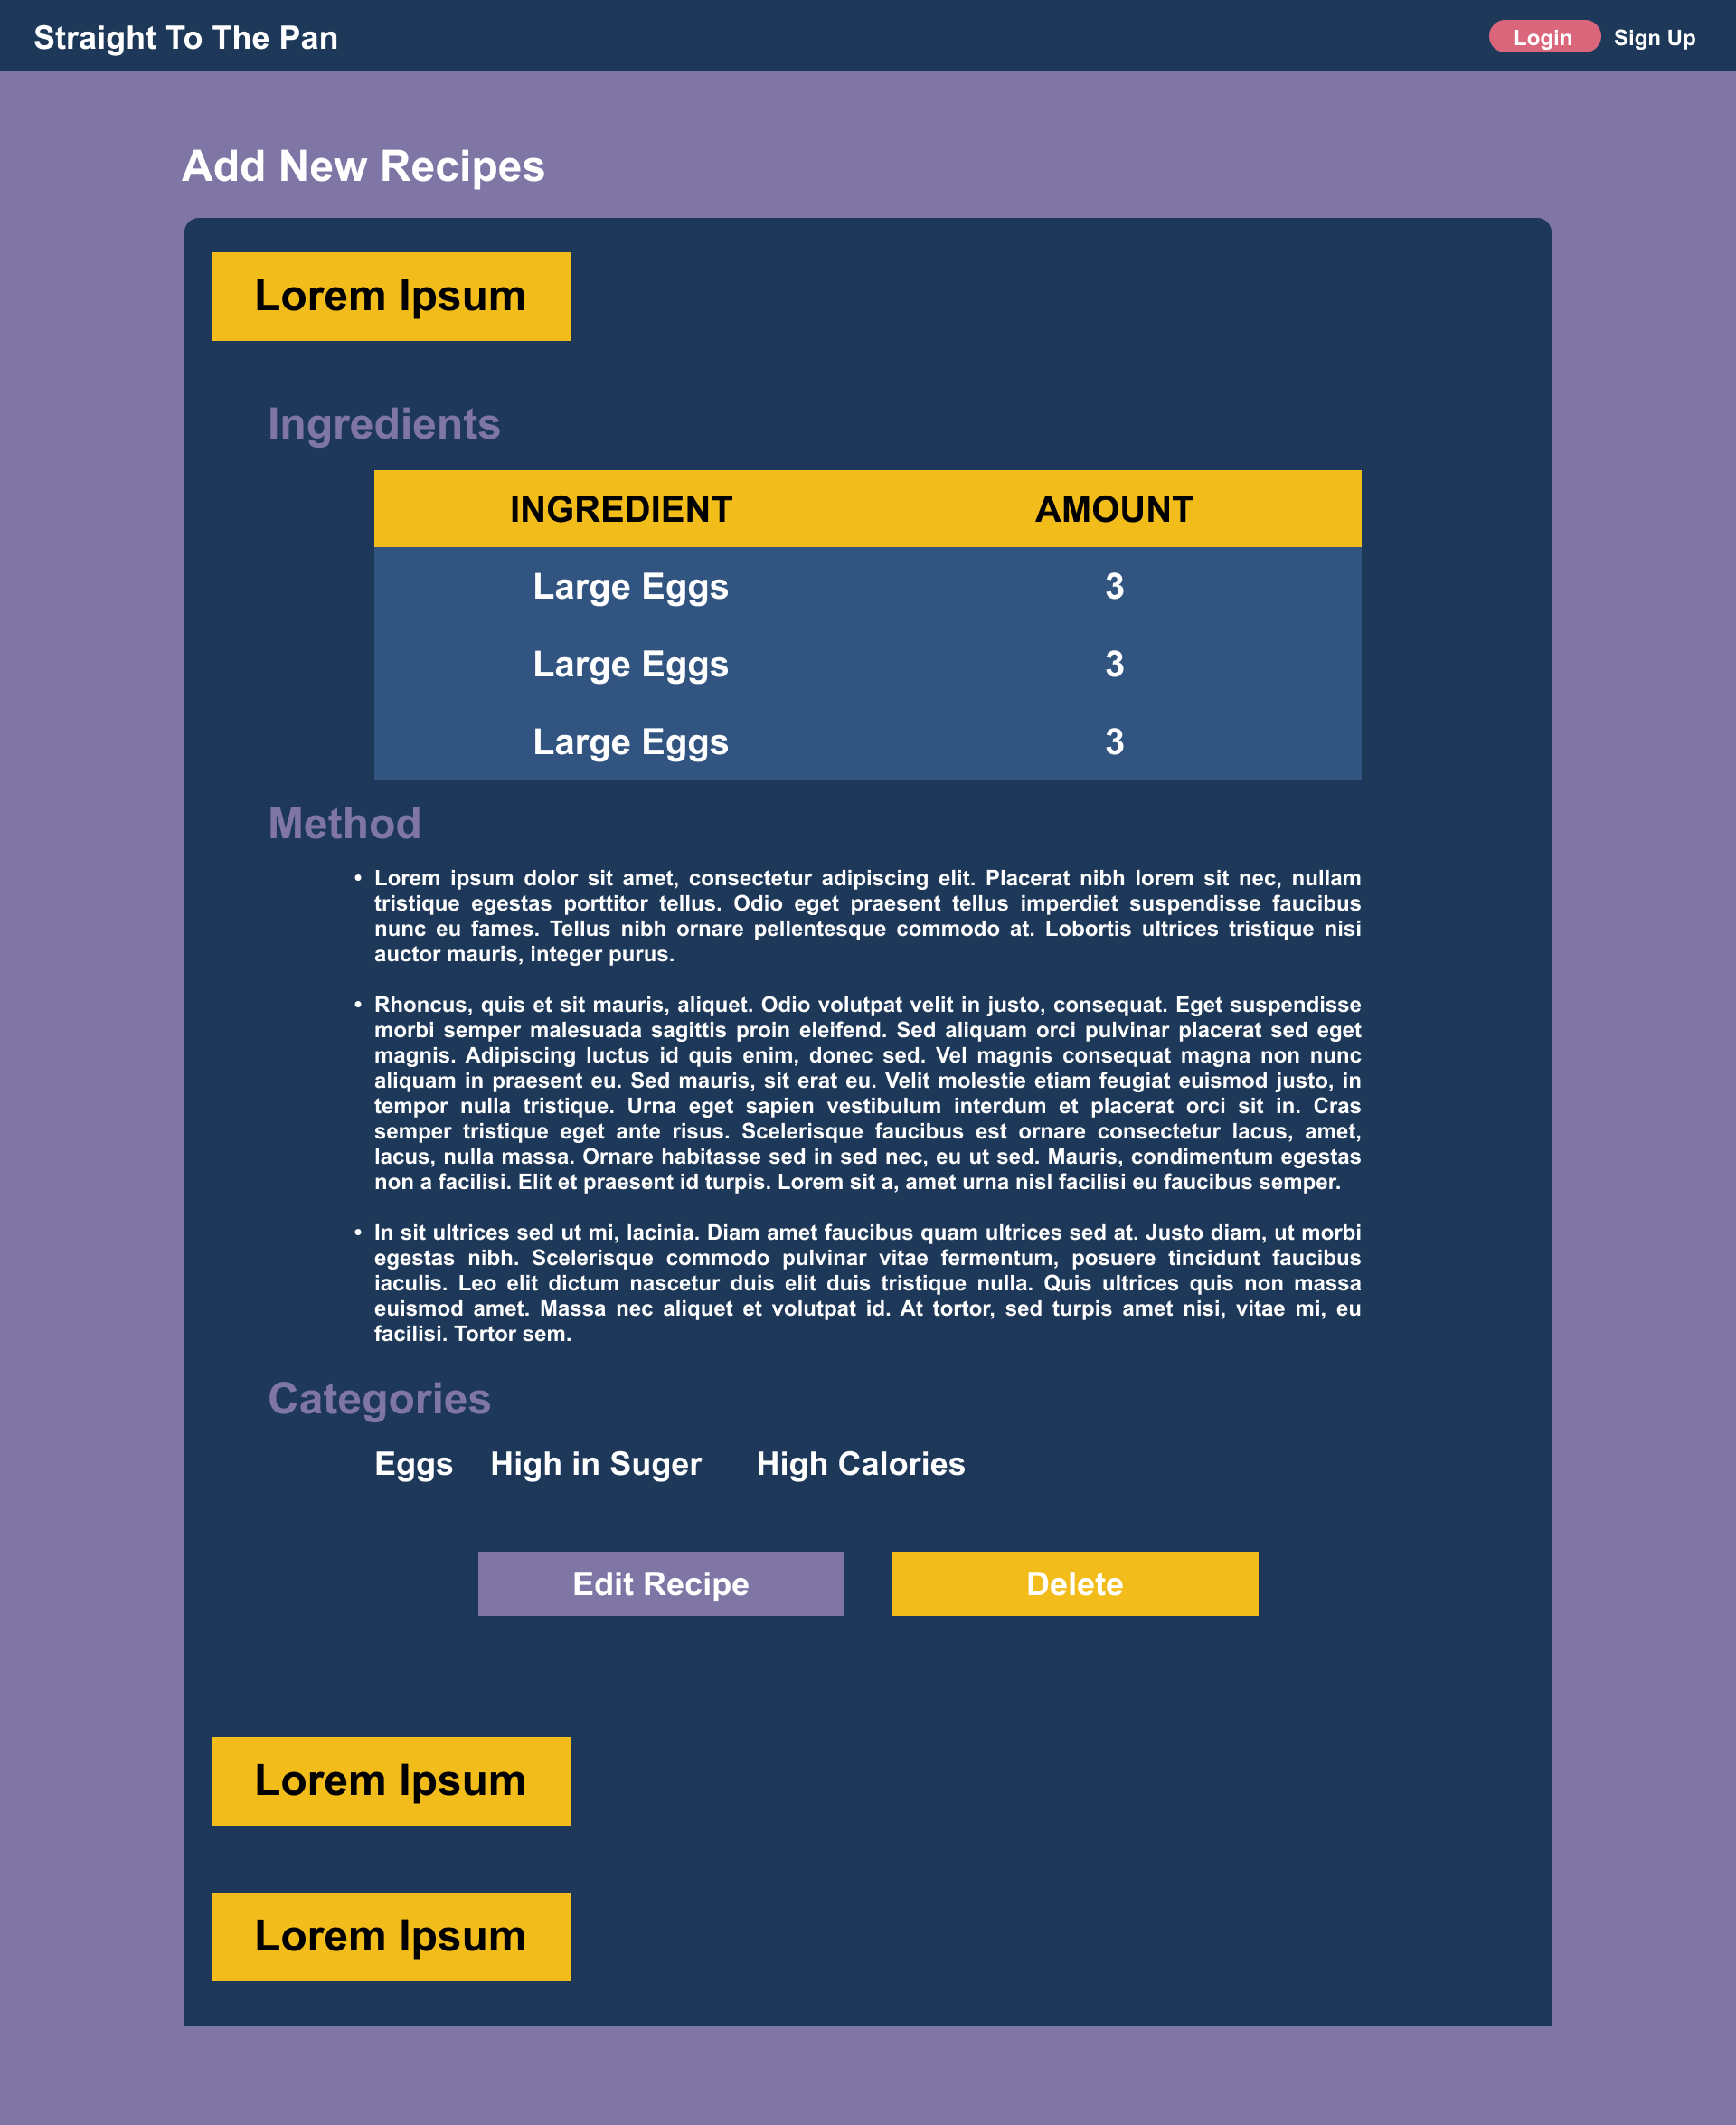 Straight To The Pan
Login
Sign Up
Add New Recipes
Lorem Ipsum
Ingredients
INGREDIENT AMOUNT
Large Eggs 3
Large Eggs 3
Large Eggs 3
Method
• Lorem ipsum dolor sit amet, consectetur adipiscing elit. Placerat nibh lorem sit nec, nullam
tristique egestas porttitor tellus. Odio eget praesent tellus imperdiet suspendisse faucibus
nunc eu fames. Tellus nibh ornare pellentesque commodo at. Lobortis ultrices tristique nisi
auctor mauris, integer purus.
• Rhoncus, quis et sit mauris, aliquet. Odio volutpat velit in justo, consequat. Eget suspendisse
morbi semper malesuada sagittis proin eleifend. Sed aliquam orci pulvinar placerat sed eget
magnis. Adipiscing luctus id quis enim, donec sed. Vel magnis consequat magna non nunc
aliquam in praesent eu. Sed mauris, sit erat eu. Velit molestie etiam feugiat euismod justo, in
tempor nulla tristique. Urna eget sapien vestibulum interdum et placerat orci sit in. Cras
semper tristique eget ante risus. Scelerisque faucibus est ornare consectetur lacus, amet,
lacus, nulla massa. Ornare habitasse sed in sed nec, eu ut sed. Mauris, condimentum egestas
non a facilisi. Elit et praesent id turpis. Lorem sit a, amet urna nisl facilisi eu faucibus semper.
• In sit ultrices sed ut mi, lacinia. Diam amet faucibus quam ultrices sed at. Justo diam, ut morbi
egestas nibh. Scelerisque commodo pulvinar vitae fermentum, posuere tincidunt faucibus
iaculis. Leo elit dictum nascetur duis elit duis tristique nulla. Quis ultrices quis non massa
euismod amet. Massa nec aliquet et volutpat id. At tortor, sed turpis amet nisi, vitae mi, eu
facilisi. Tortor sem.
Categories
Eggs High in Suger High Calories
Edit Recipe
Delete
Lorem Ipsum
Lorem Ipsum